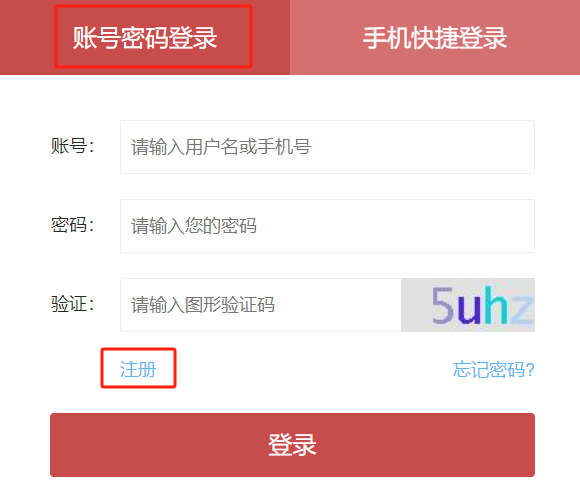 账号密码登录 手机快捷登录
账号： 请输入用户名或手机号
密码： 请输入您的密码
验证： 请输入图形验证码 5uhz
注册 忘记密码?
登录